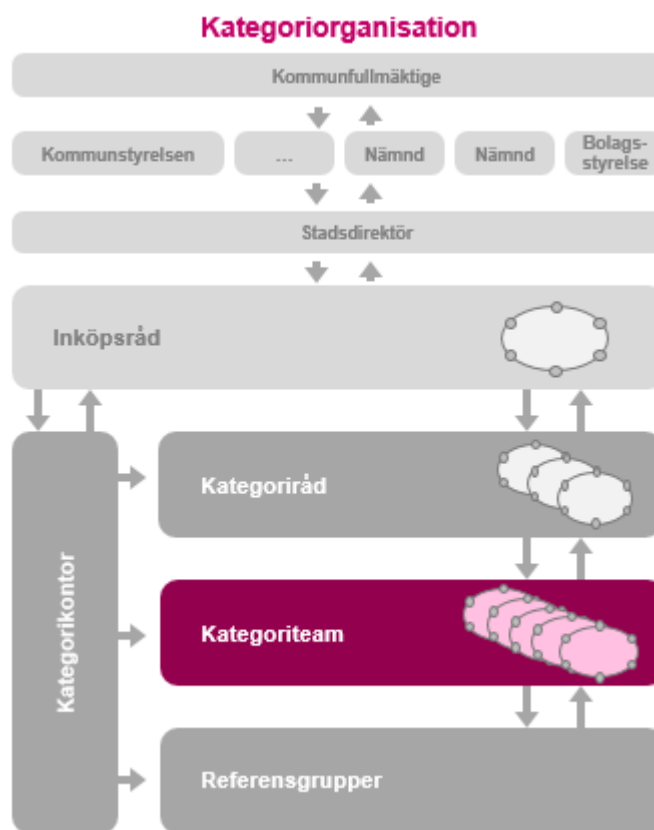 Kategoriorganisation
Kommunfullmäktige
Kommunstyrelsen
...
Nämnd
Nämnd
Bolags-
styrelse
Stadsdirektör
Inköpsråd
Kategorikontor
Kategoriråd
Kategoriteam
Referensgrupper